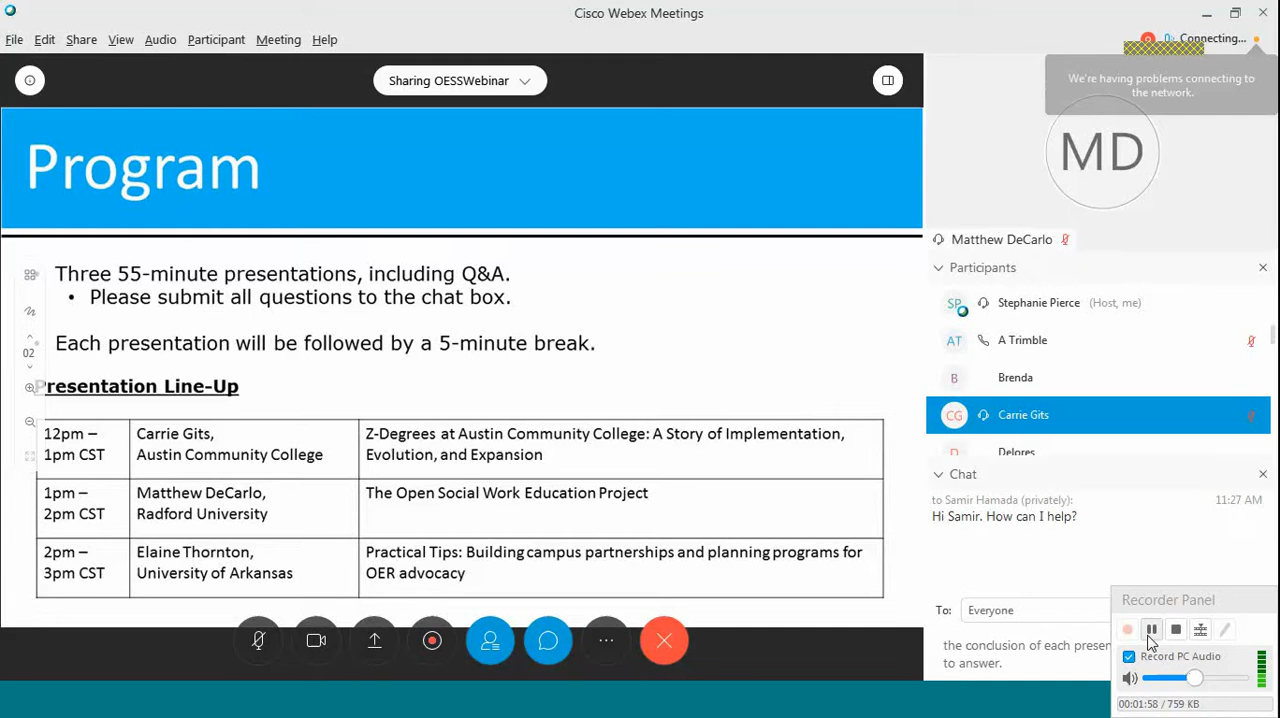 Cisco Webex Meetings
File Edit Share View Audio Participant Meeting Help
Connecting...
Sharing OESSWebinar
We're having problems connecting to
the network.
MD
Program
Matthew DeCarlo
Participants
Three 55-minute presentations, including Q&A.
• Please submit all questions to the chat box.
SP Stephanie Pierce (Host, me)
Each presentation will be followed by a 5-minute break.
02
AT A Trimble
B Brenda
Presentation Line-Up
CG Carrie Gits
D Delores
12pm –
1pm CST
Carrie Gits,
Austin Community College
Z-Degrees at Austin Community College: A Story of Implementation,
Evolution, and Expansion
1pm –
2pm CST
Matthew DeCarlo,
Radford University
The Open Social Work Education Project
2pm –
3pm CST
Elaine Thornton,
University of Arkansas
Practical Tips: Building campus partnerships and planning programs for
OER advocacy
Chat
to Samir Hamada (privately): 11:27 AM
Hi Samir. How can I help?
To: Everyone
the conclusion of each presen
to answer.
Recorder Panel
Record PC Audio
00:01:58 / 759 KB